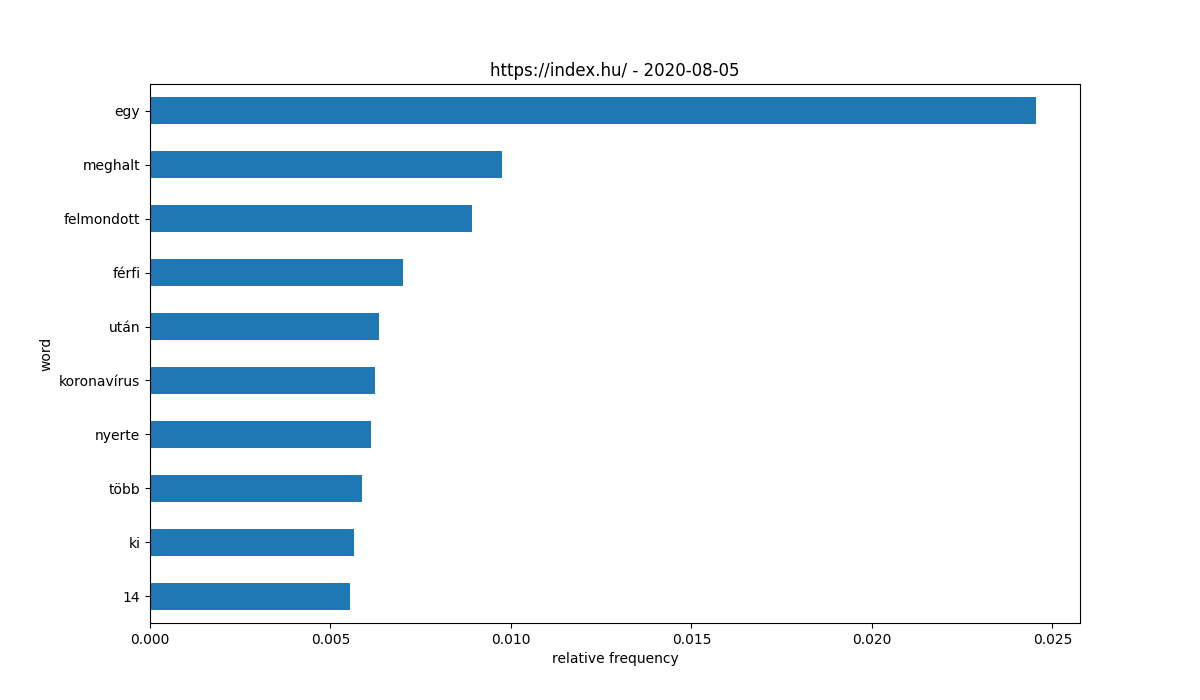 https://index.hu/ - 2020-08-05
egy
meghalt
felmondott
férfi
után
koronavírus
nyerte
több
ki
14
word
0.000 0.005 0.010 0.015 0.020 0.025
relative frequency